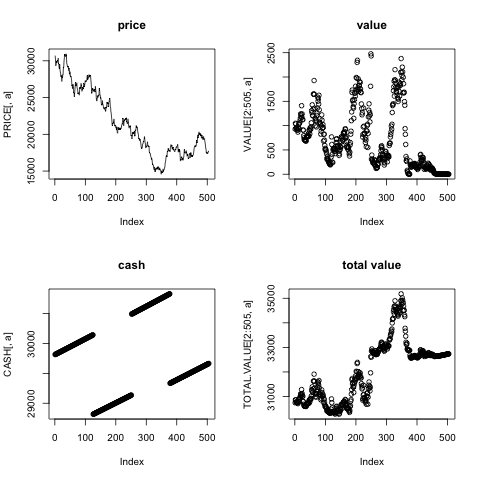 price
PRICE[, a]
15000 20000 25000 30000
0 100 200 300 400 500
Index
value
VALUE[2:505, a]
0 500 1500 2500
0 100 200 300 400 500
Index
cash
CASH[, a]
29000 30000
0 100 200 300 400 500
Index
total value
TOTAL.VALUE[2:505, a]
31000 33000 35000
0 100 200 300 400 500
Index